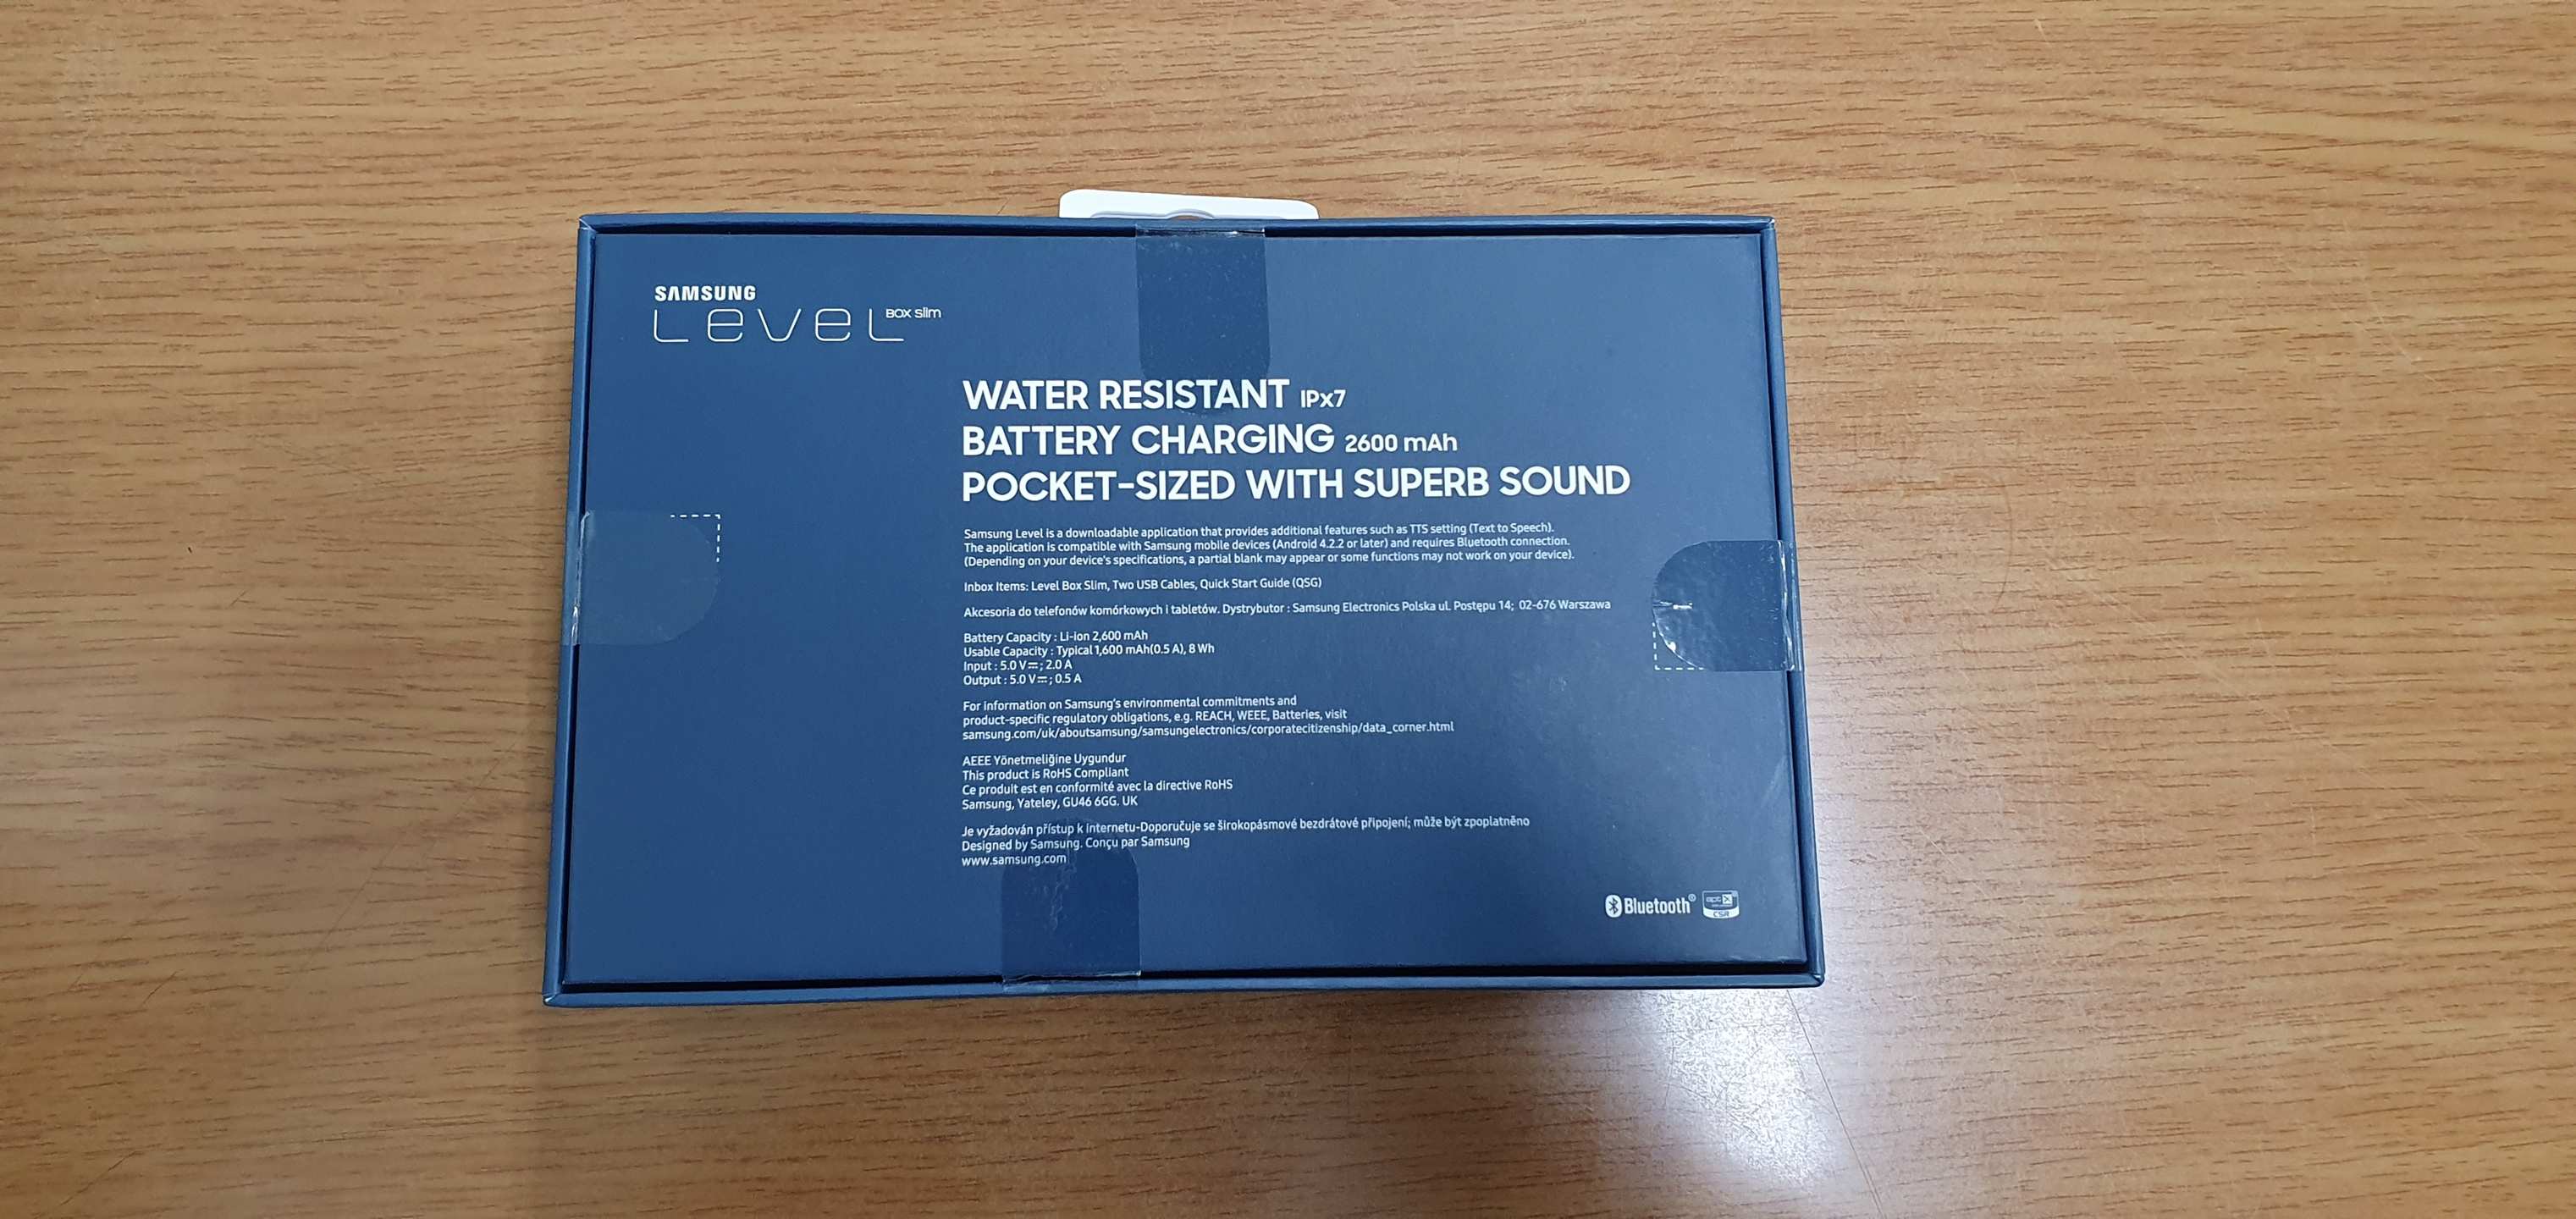 SAMSUNG
LEVEL BOX slim
WATER RESISTANT IPx7
BATTERY CHARGING 2600 mAh
POCKET-SIZED WITH SUPERB SOUND
Samsung Level is a downloadable application that provides additional features such as TTS setting (Text to Speech).
The application is compatible with Samsung mobile devices (Android 4.2.2 or later) and requires Bluetooth connection.
(Depending on your device's specifications, a partial blank may appear or some functions may not work on your device).
Inbox Items: Level Box Slim, Two USB Cables, Quick Start Guide (QSG)
Akcesoria do telefonów komórkowych i tabletów. Dystrybutor : Samsung Electronics Polska ul. Postępu 14; 02-676 Warszawa
Battery Capacity : Li-ion 2,600 mAh
Usable Capacity : Typical 1,600 mAh(0.5 A), 8 Wh
Input : 5.0 V⎓; 2.0 A
Output : 5.0 V⎓; 0.5 A
For information on Samsung's environmental commitments and
product-specific regulatory obligations, e.g. REACH, WEEE, Batteries, visit
samsung.com/uk/aboutsamsung/samsungelectronics/corporatecitizenship/data_corner.html
AEEE Yönetmeliğine Uygundur
This product is RoHS Compliant
Ce produit est en conformité avec la directive RoHS
Samsung, Yateley, GU46 6GG. UK
Je vyžadován přístup k internetu-Doporučuje se širokopásmové bezdrátové připojení; může být zpoplatněno
Designed by Samsung. Conçu par Samsung
www.samsung.com
Bluetooth®
aptX
CSR